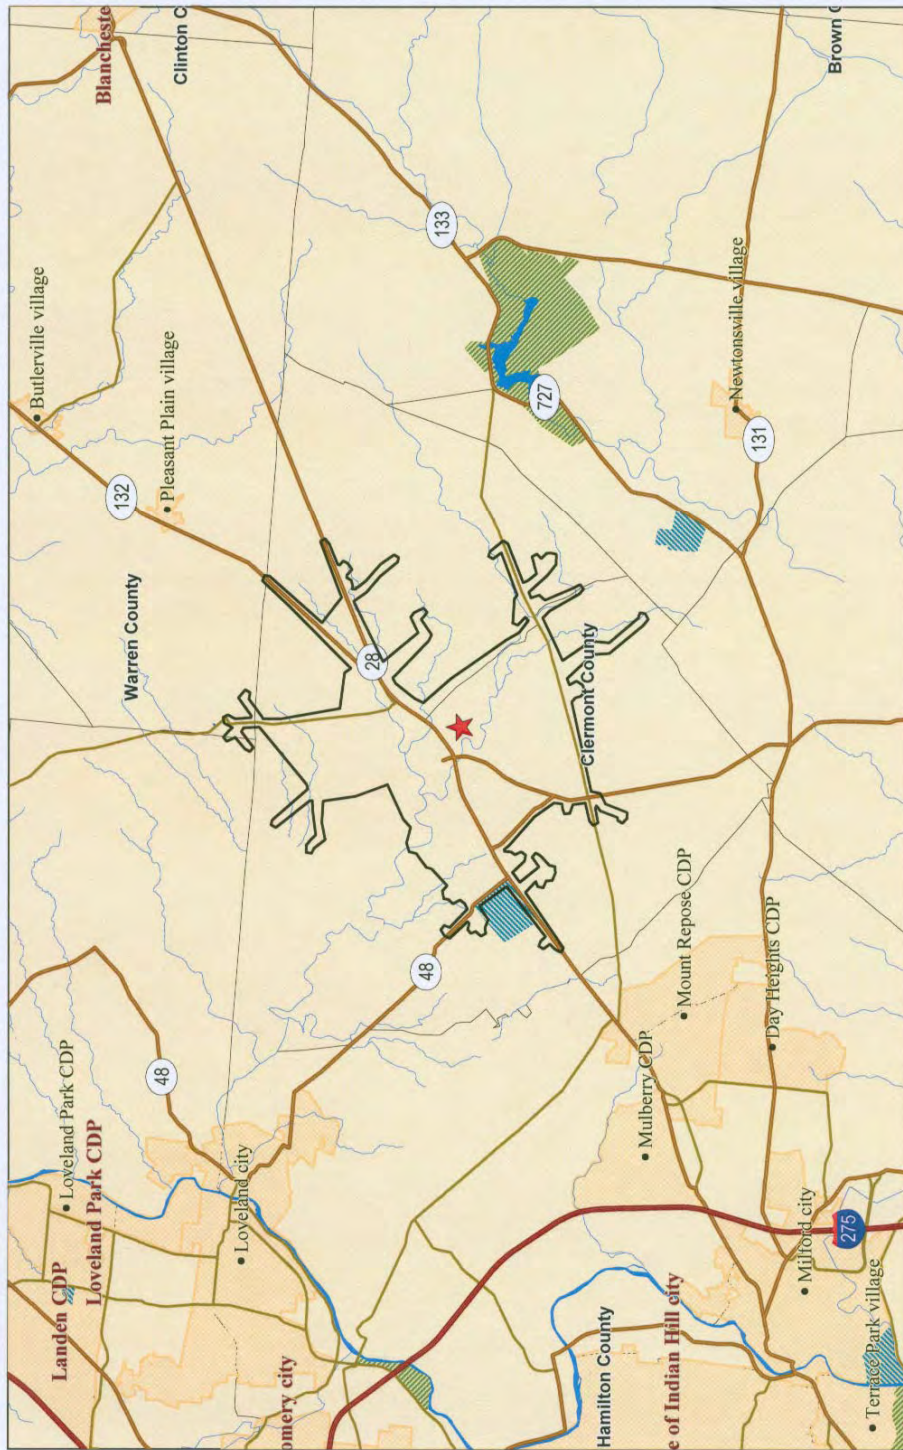 Blanchester
Clinton C
Brown C
Butlerville village
133
Pleasant Plain village
132
727
Newtonsville village
131
Warren County
28
Clermont County
48
Mount Repose CDP
Day Heights CDP
48
Loveland Park CDP
Loveland Park CDP
Mulberry CDP
Loveland city
Milford city
275
Landen CDP
Terrace Park village
Hamilton County
e of Indian Hill city
omery city